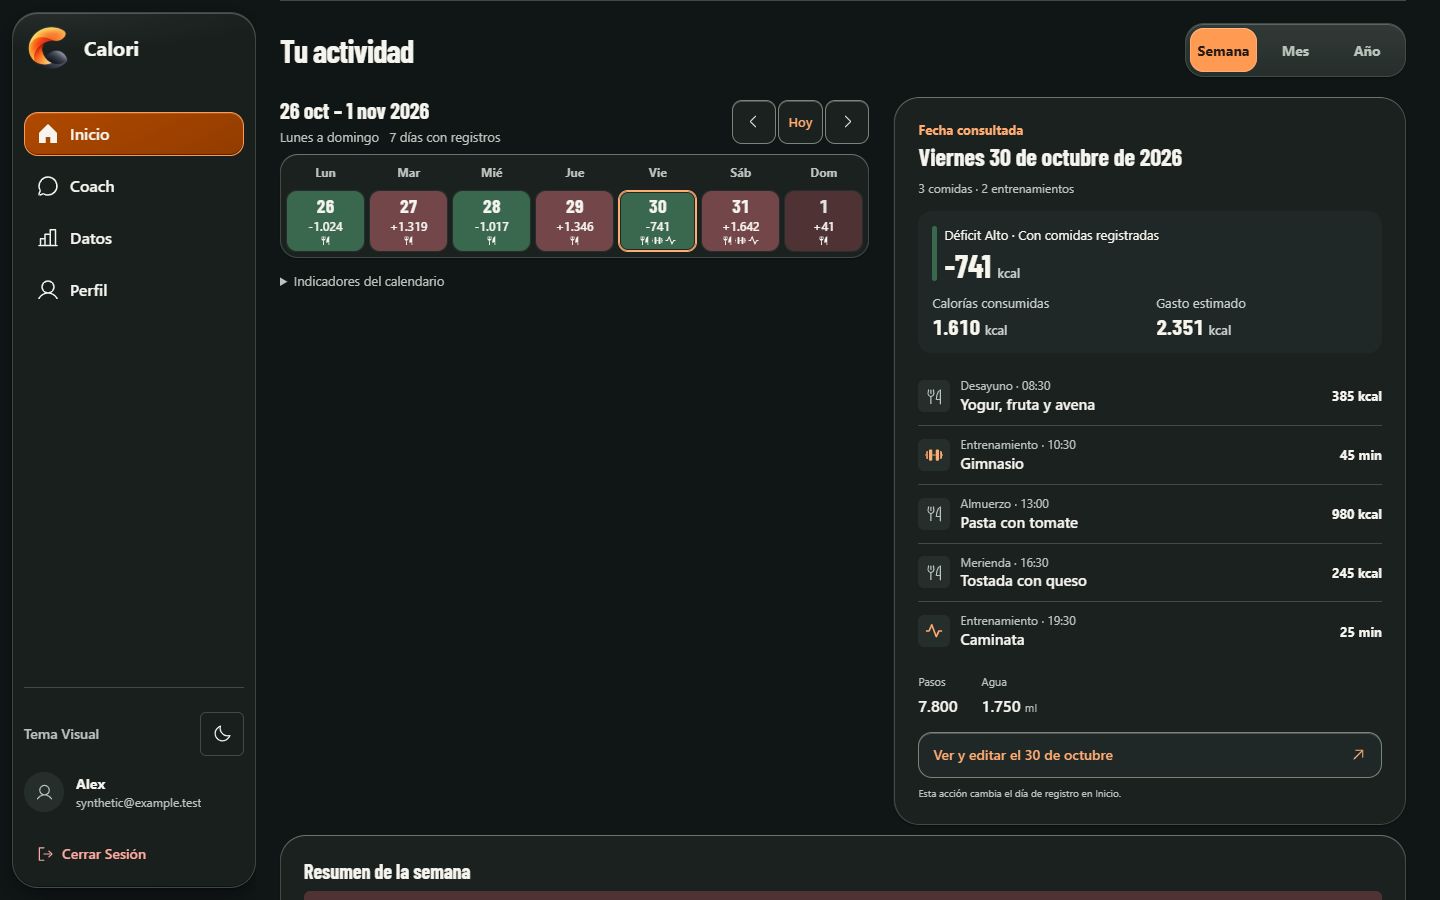 Calori
Inicio
Coach
Datos
Perfil
Tema Visual
Alex
synthetic@example.test
Cerrar Sesión
Tu actividad
Semana
Mes
Año
26 oct – 1 nov 2026
Lunes a domingo 7 días con registros
Hoy
Lun Mar Mié Jue Vie Sáb Dom
26 27 28 29 30 31 1
-1.024 +1.319 -1.017 +1.346 -741 +1.642 +41
Indicadores del calendario
Fecha consultada
Viernes 30 de octubre de 2026
3 comidas · 2 entrenamientos
Déficit Alto · Con comidas registradas
-741 kcal
Calorías consumidas
1.610 kcal
Gasto estimado
2.351 kcal
Desayuno · 08:30
Yogur, fruta y avena
385 kcal
Entrenamiento · 10:30
Gimnasio
45 min
Almuerzo · 13:00
Pasta con tomate
980 kcal
Merienda · 16:30
Tostada con queso
245 kcal
Entrenamiento · 19:30
Caminata
25 min
Pasos
7.800
Agua
1.750 ml
Ver y editar el 30 de octubre
Esta acción cambia el día de registro en Inicio.
Resumen de la semana